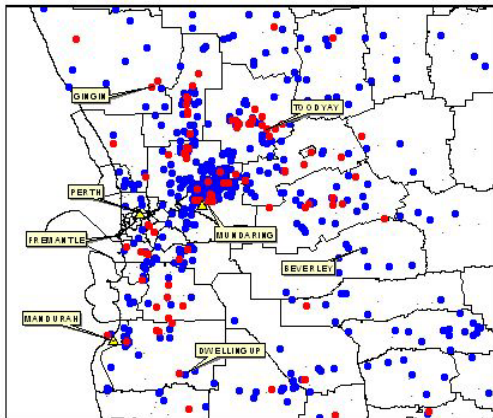 GINGIN
TOODYAY
PERTH
MUNDARING
FREMANTLE
BEVERLEY
MANDURAH
DWELLINGUP